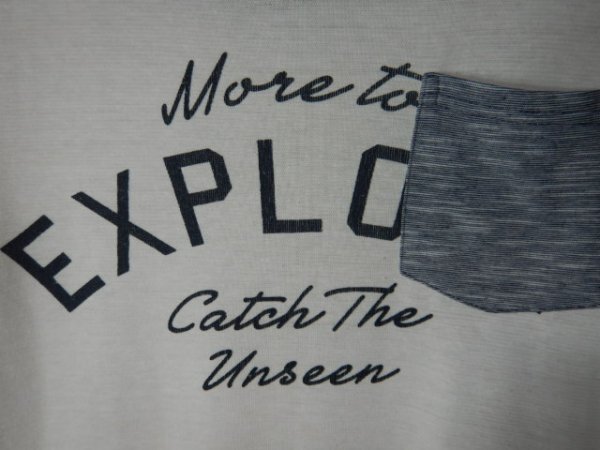 More to
EXPLO
Catch The
Unseen